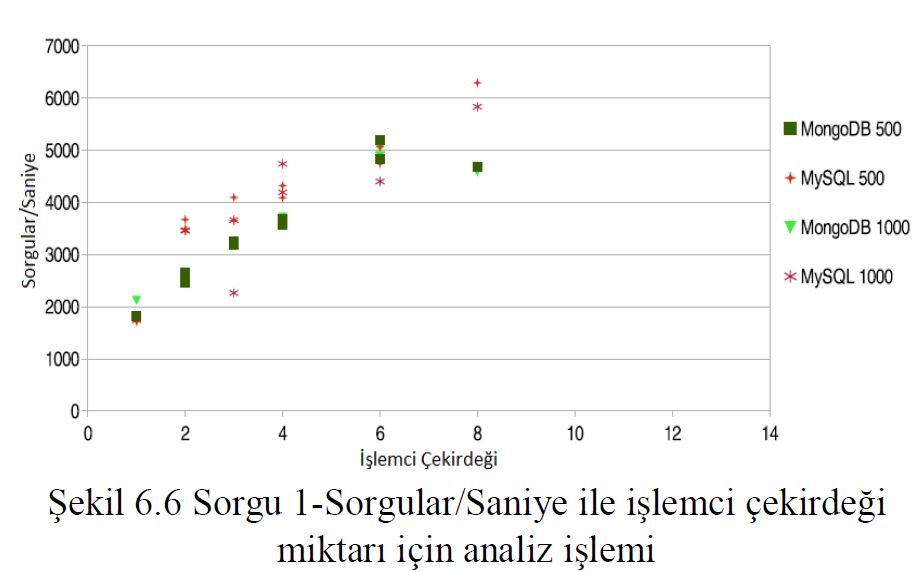 7000
6000
5000
4000
3000
2000
1000
0
Sorgular/Saniye
0 2 4 6 8 10 12 14
İşlemci Çekirdeği
MongoDB 500
MySQL 500
MongoDB 1000
MySQL 1000
Şekil 6.6 Sorgu 1-Sorgular/Saniye ile işlemci çekirdeği
miktarı için analiz işlemi